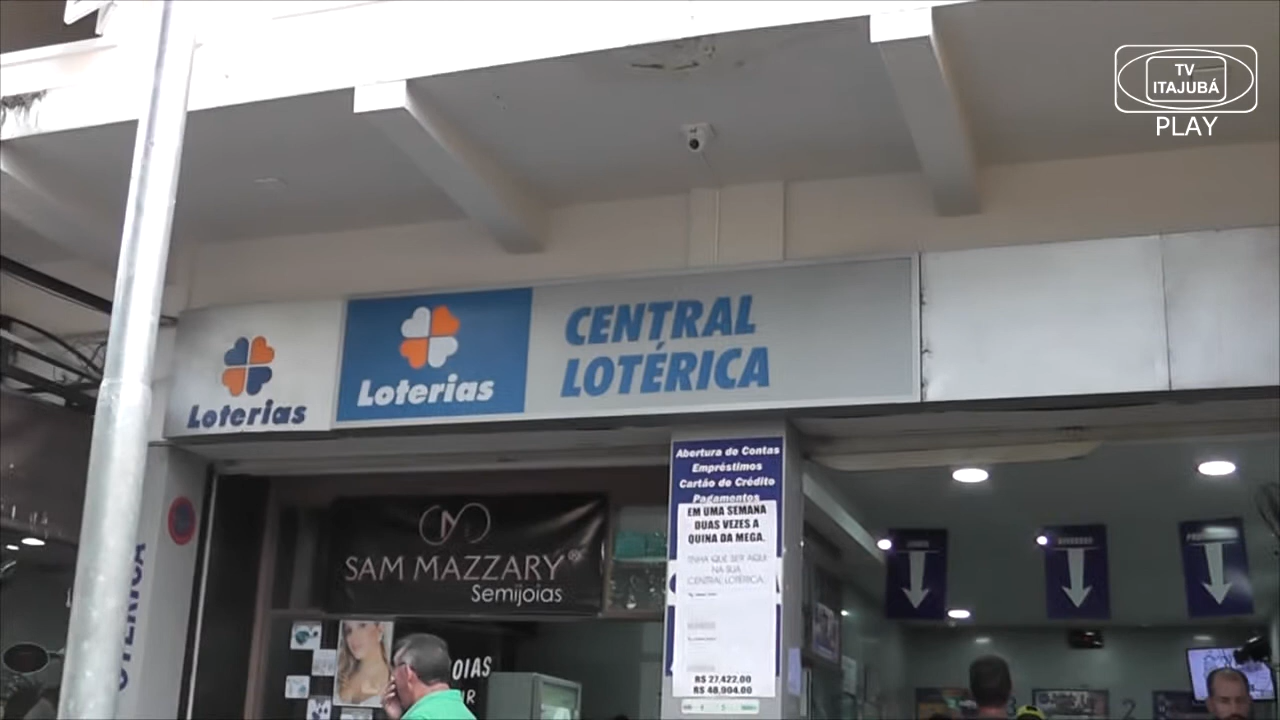 TV
ITAJUBÁ
PLAY
Loterias
Loterias
CENTRAL
LOTÉRICA
Abertura de Contas
Empréstimos
Cartão de Crédito
Pagamentos
EM UMA SEMANA
DUAS VEZES A
QUINA DA MEGA.
TINHA QUE SER AQUI
NA SUA
CENTRAL LOTÉRICA.
R$ 27,422,00
R$ 48,904,00
SAM MAZZARY®
Semijoias
OIAS
OTÉRICA